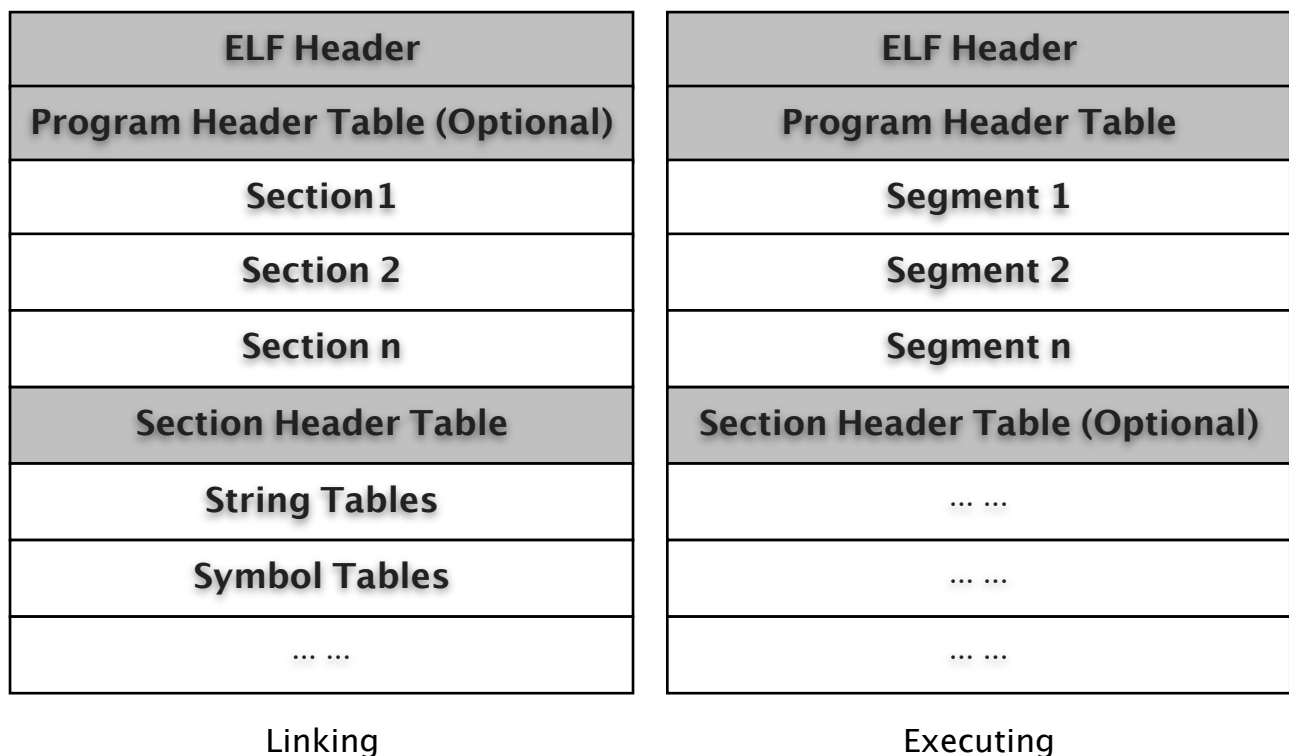 ELF Header
Program Header Table (Optional)
Section1
Section 2
Section n
Section Header Table
String Tables
Symbol Tables
... ...
Linking
ELF Header
Program Header Table
Segment 1
Segment 2
Segment n
Section Header Table (Optional)
... ...
... ...
... ...
Executing